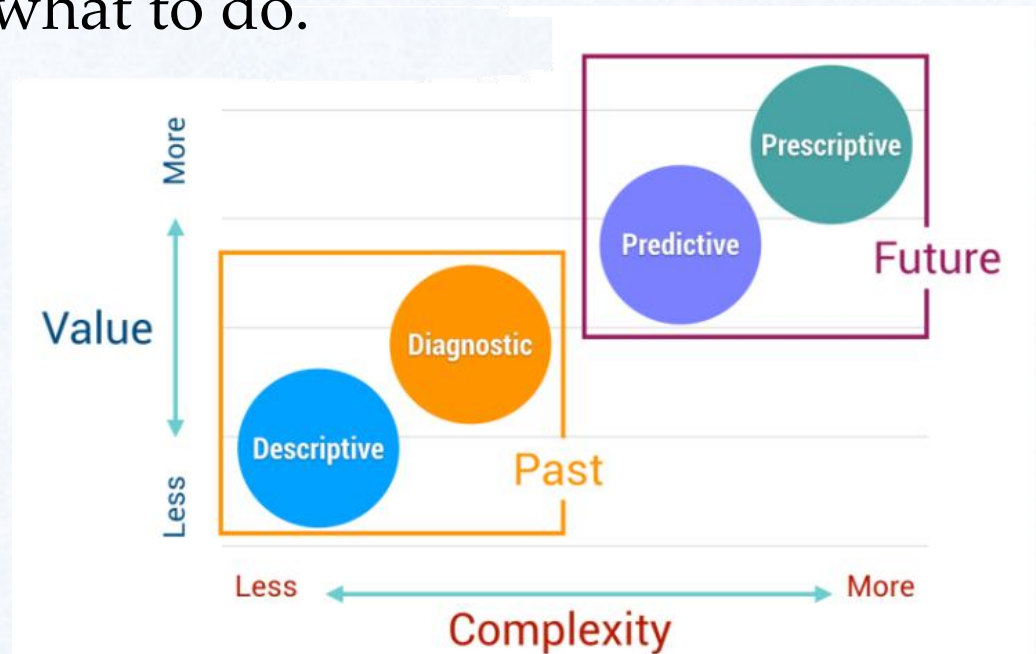 what to do.
More
Prescriptive
Predictive
Future
Value
Diagnostic
Descriptive
Past
Less
Less
More
Complexity